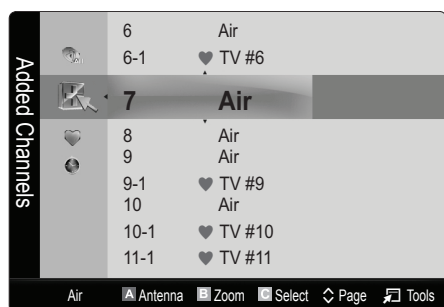 Added Channels
6 Air
6-1 ♥ TV #6
7 Air
8 Air
9 Air
9-1 ♥ TV #9
10 Air
10-1 ♥ TV #10
11-1 ♥ TV #11
Air A Antenna B Zoom C Select Page Tools